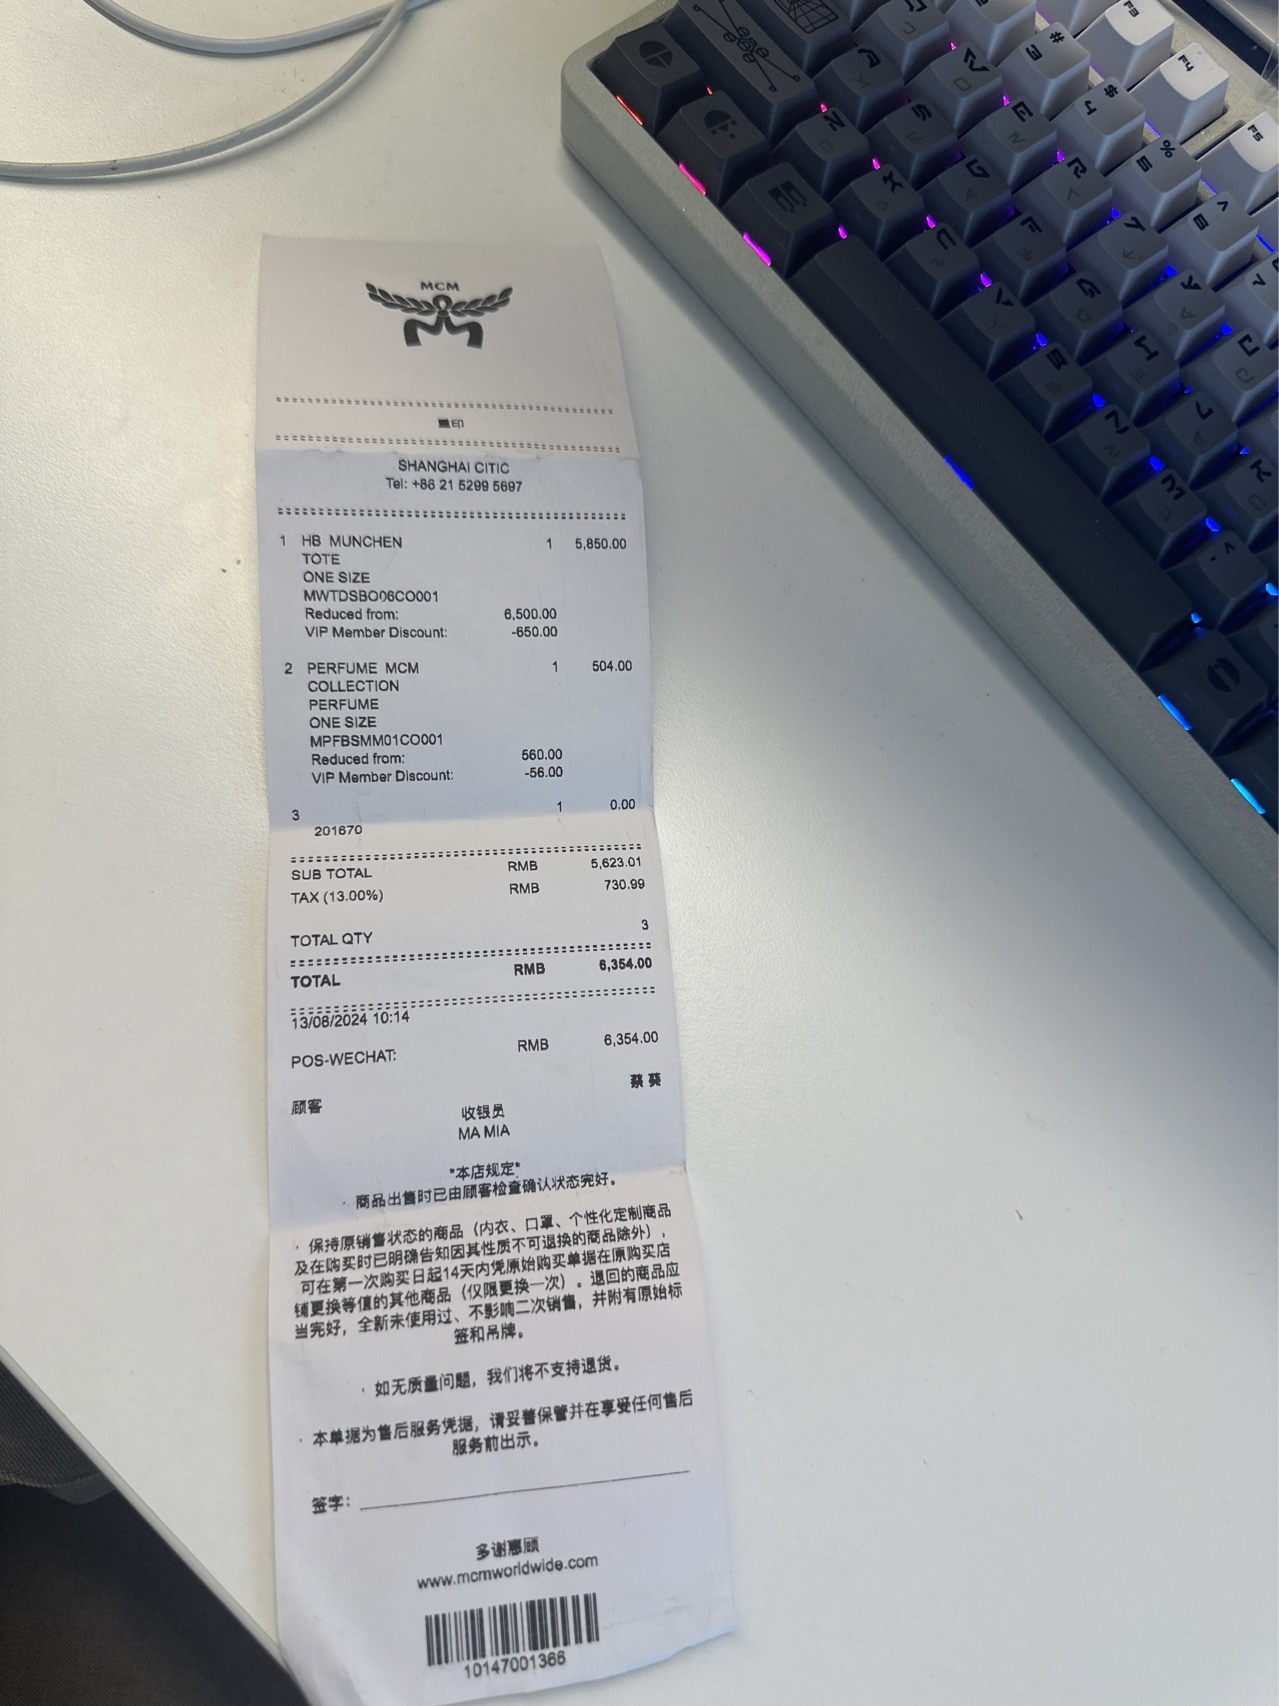 MCM
重印
SHANGHAI CITIC
Tel: +86 21 5299 5697
1 HB MUNCHEN 1 5,850.00
TOTE
ONE SIZE
MWTDSBO06CO001
Reduced from: 6,500.00
VIP Member Discount: -650.00
2 PERFUME MCM 1 504.00
COLLECTION
PERFUME
ONE SIZE
MPFBSMM01CO001
Reduced from: 560.00
VIP Member Discount: -56.00
3 1 0.00
201670
SUB TOTAL RMB 5,623.01
TAX (13.00%) RMB 730.99
TOTAL QTY 3
TOTAL RMB 6,354.00
13/08/2024 10:14
POS-WECHAT: RMB 6,354.00
蔡 葵
顾客
收银员
MA MIA
*本店规定*
· 商品出售时已由顾客检查确认状态完好。
· 保持原销售状态的商品（内衣、口罩、个性化定制商品
及在购买时已明确告知因其性质不可退换的商品除外），
可在第一次购买日起14天内凭原始购买单据在原购买店
铺更换等值的其他商品（仅限更换一次）。退回的商品应
当完好，全新未使用过、不影响二次销售，并附有原始标
签和吊牌。
· 如无质量问题，我们将不支持退货。
· 本单据为售后服务凭据，请妥善保管并在享受任何售后
服务前出示。
签字：
多谢惠顾
www.mcmworldwide.com
10147001366
F3
F4
F5